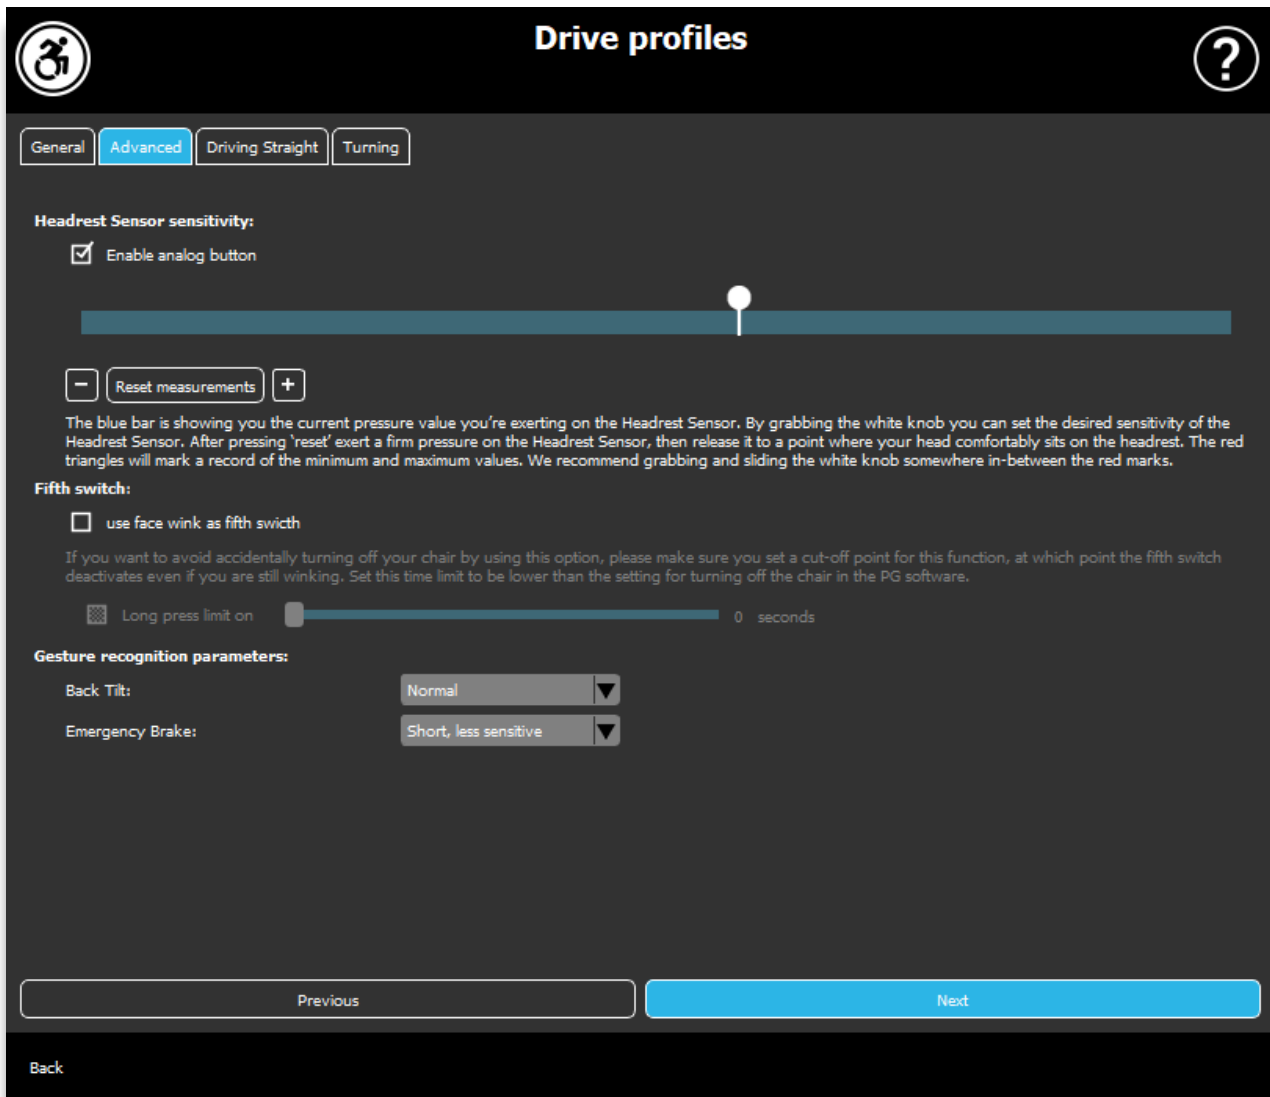 Drive profiles
?
General
Advanced
Driving Straight
Turning
Headrest Sensor sensitivity:
Enable analog button
− Reset measurements +
The blue bar is showing you the current pressure value you're exerting on the Headrest Sensor. By grabbing the white knob you can set the desired sensitivity of the
Headrest Sensor. After pressing ‘reset’ exert a firm pressure on the Headrest Sensor, then release it to a point where your head comfortably sits on the headrest. The red
triangles will mark a record of the minimum and maximum values. We recommend grabbing and sliding the white knob somewhere in-between the red marks.
Fifth switch:
use face wink as fifth swicth
If you want to avoid accidentally turning off your chair by using this option, please make sure you set a cut-off point for this function, at which point the fifth switch
deactivates even if you are still winking. Set this time limit to be lower than the setting for turning off the chair in the PG software.
Long press limit on 0 seconds
Gesture recognition parameters:
Back Tilt: Normal
Emergency Brake: Short, less sensitive
Previous
Next
Back